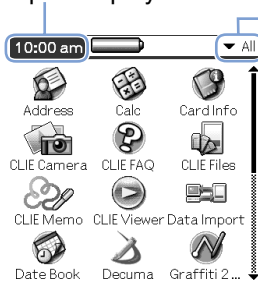 10:00 am All
Address Calc Card Info
CLIE Camera CLIE FAQ CLIE Files
CLIE Memo CLIE Viewer Data Import
Date Book Decuma Graffiti 2 ...